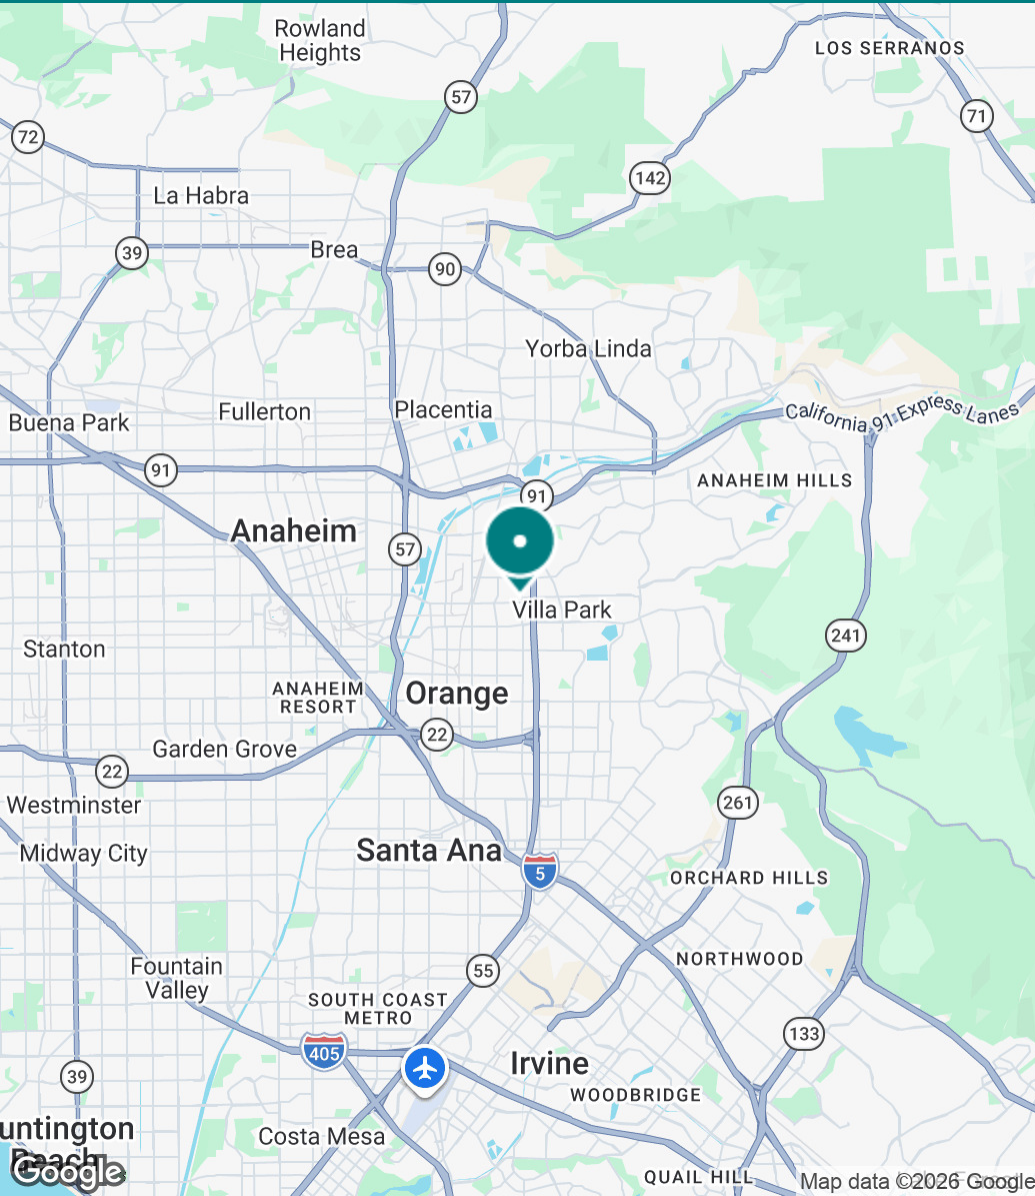 Rowland
Heights
LOS SERRANOS
57
71
72
142
La Habra
39
Brea
90
Yorba Linda
Buena Park
Fullerton
Placentia
California 91 Express Lanes
91
ANAHEIM HILLS
91
Anaheim
57
Villa Park
Stanton
241
ANAHEIM
RESORT
Orange
22
Garden Grove
22
Westminster
261
Midway City
Santa Ana
5
ORCHARD HILLS
Fountain
Valley
55
NORTHWOOD
SOUTH COAST
METRO
133
405
Irvine
39
WOODBRIDGE
untington
Beach
Costa Mesa
QUAIL HILL
Google
Map data ©2026 Google